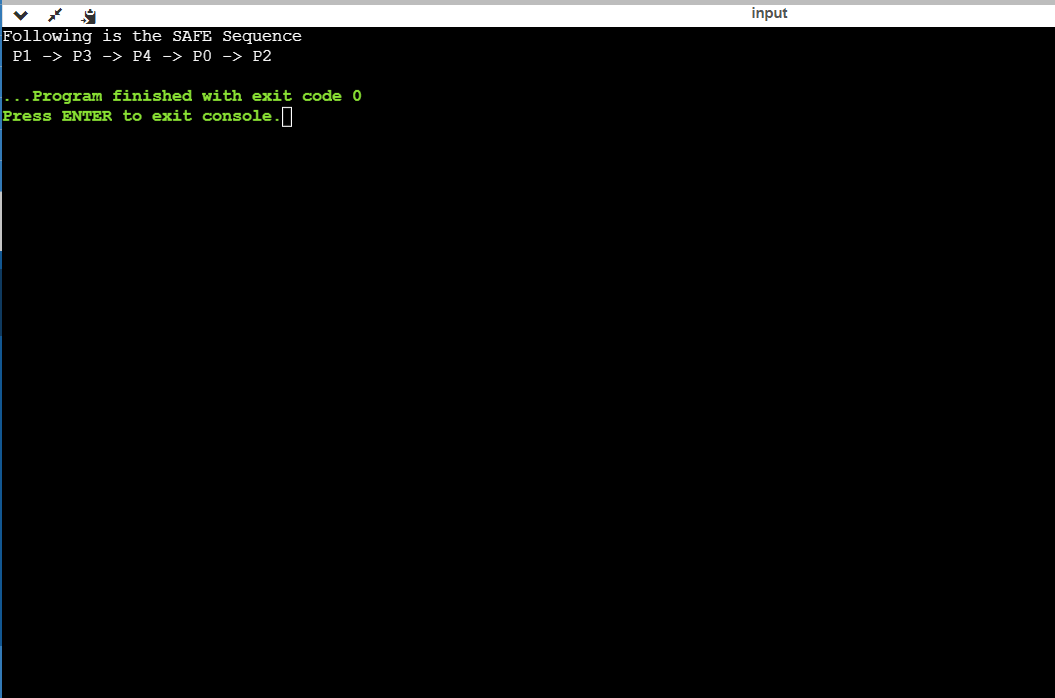 input
Following is the SAFE Sequence
P1 -> P3 -> P4 -> P0 -> P2
...Program finished with exit code 0
Press ENTER to exit console.